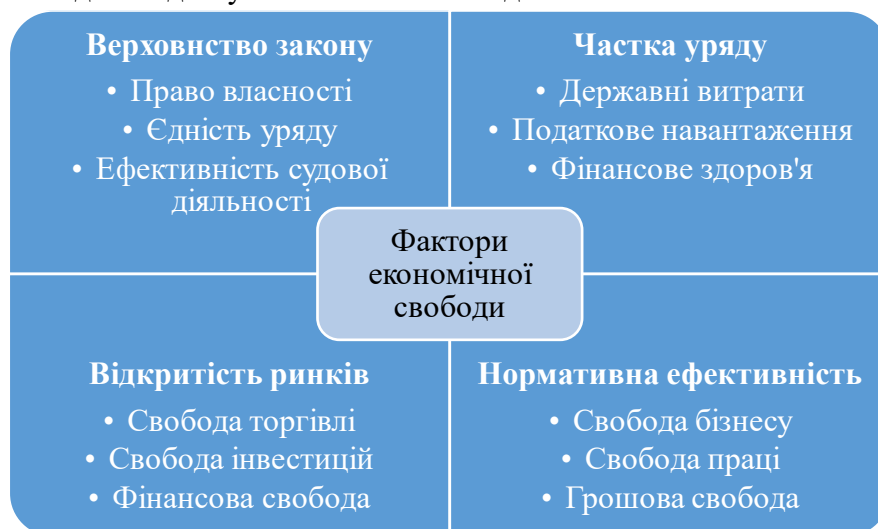 Верховнство закону
• Право власності
• Єдність уряду
• Ефективність судової
діяльності
Частка уряду
• Державні витрати
• Податкове навантаження
• Фінансове здоров'я
Фактори
економічної
свободи
Відкритість ринків
• Свобода торгівлі
• Свобода інвестицій
• Фінансова свобода
Нормативна ефективність
• Свобода бізнесу
• Свобода праці
• Грошова свобода